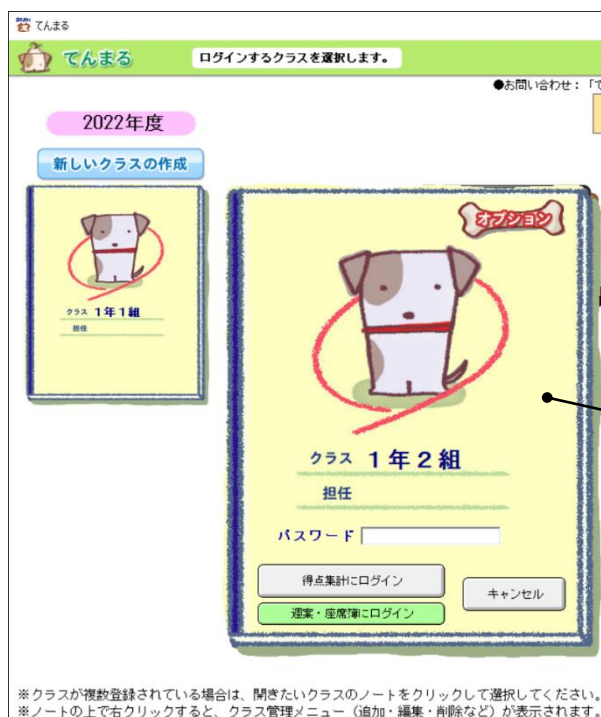 てんまる
てんまる
ログインするクラスを選択します。
●お問い合わせ：「て
2022年度
新しいクラスの作成
クラス 1年1組
担任
オプション
クラス 1年2組
担任
パスワード
得点集計にログイン
キャンセル
週案・座席簿にログイン
※クラスが複数登録されている場合は、開きたいクラスのノートをクリックして選択してください。
※ノートの上で右クリックすると、クラス管理メニュー（追加・編集・削除など）が表示されます。